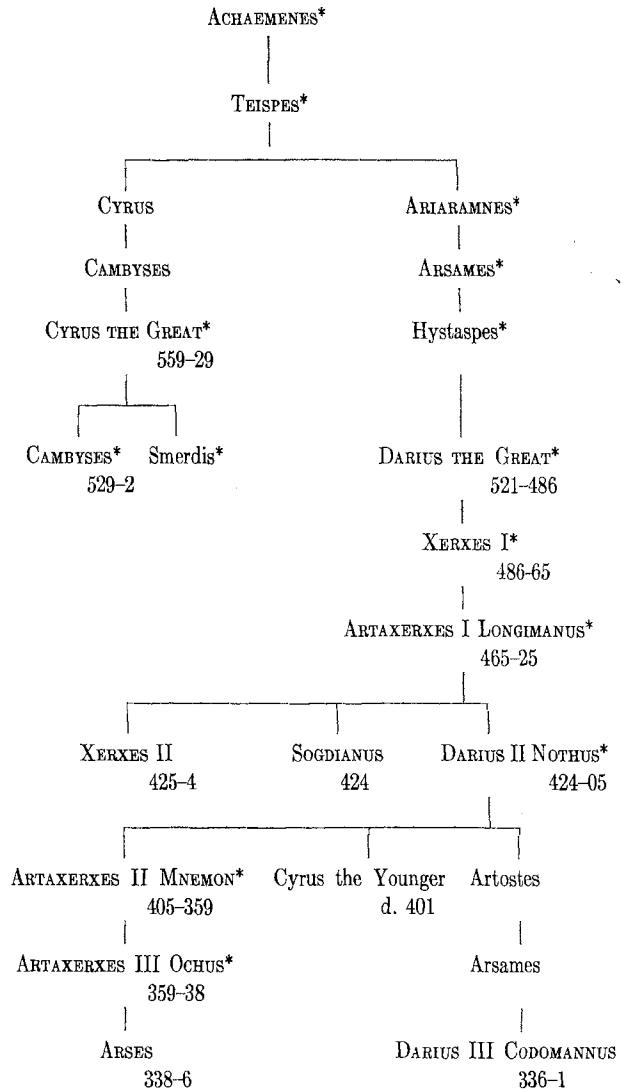 ACHAEMENES*
TEISPES*
CYRUS ARIARAMNES*
CAMBYSES ARSAMES*
CYRUS THE GREAT* Hystaspes*
559–29
CAMBYSES* Smerdis* DARIUS THE GREAT*
529–2 521–486
XERXES I*
486-65
ARTAXERXES I LONGIMANUS*
465–25
XERXES II SOGDIANUS DARIUS II NOTHUS*
425–4 424 424–05
ARTAXERXES II MNEMON* Cyrus the Younger Artostes
405–359 d. 401
ARTAXERXES III OCHUS* Arsames
359–38
ARSES DARIUS III CODOMANNUS
338–6 336–1